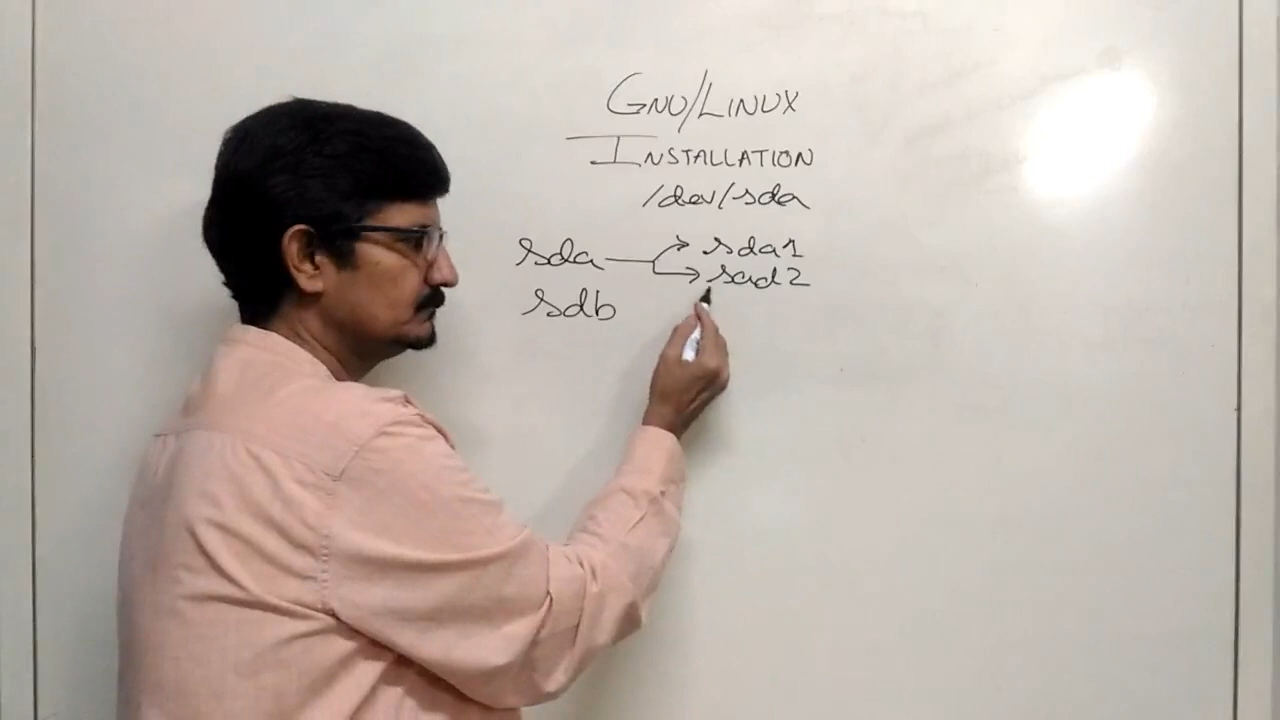 GNU/LINUX
INSTALLATION
/dev/sda
sda → sda1
→ sad2
sdb